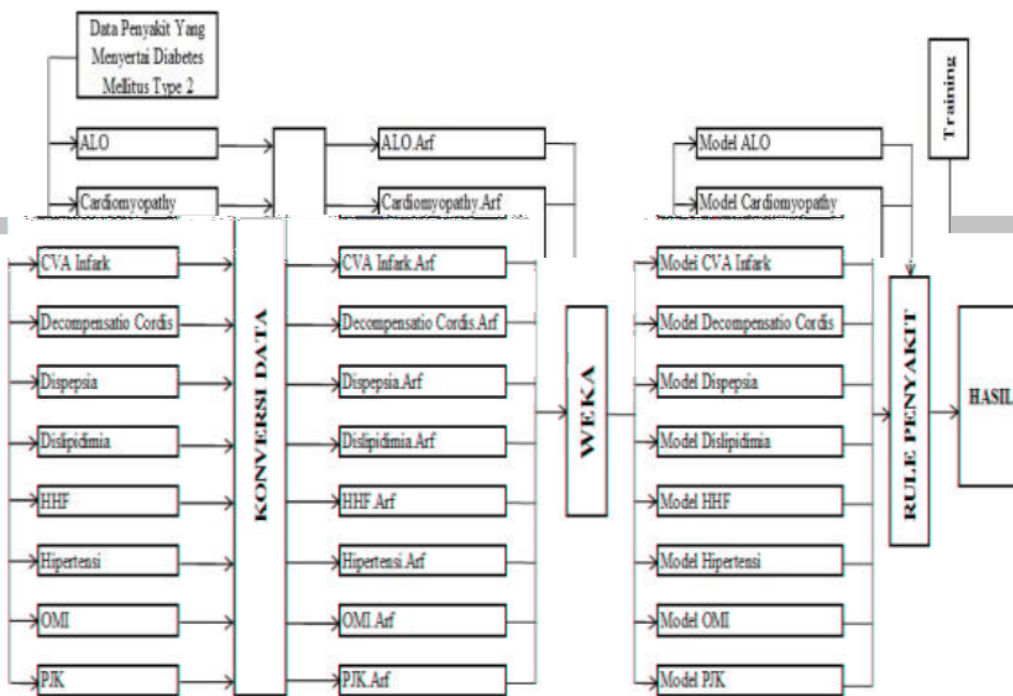 Data Penyakit Yang
Menyertai Diabetes
Mellitus Type 2
Training
ALO
ALO.Arf
Model ALO
Cardiomyopathy
Cardiomyopathy.Arf
Model Cardiomyopathy
CVA Infark
CVA Infark.Arf
Model CVA Infark
Decompensatio Cordis
Decompensatio Cordis.Arf
Model Decompensatio Cordis
Dispepsia
Dispepsia.Arf
Model Dispepsia
Dislipidimia
Dislipidimia.Arf
Model Dislipidimia
HHF
HHF.Arf
Model HHF
Hipertensi
Hipertensi.Arf
Model Hipertensi
OMI
OMI.Arf
Model OMI
PJK
PJK.Arf
Model PJK
KONVERSI DATA
WEKA
RULE PENYAKIT
HASIL